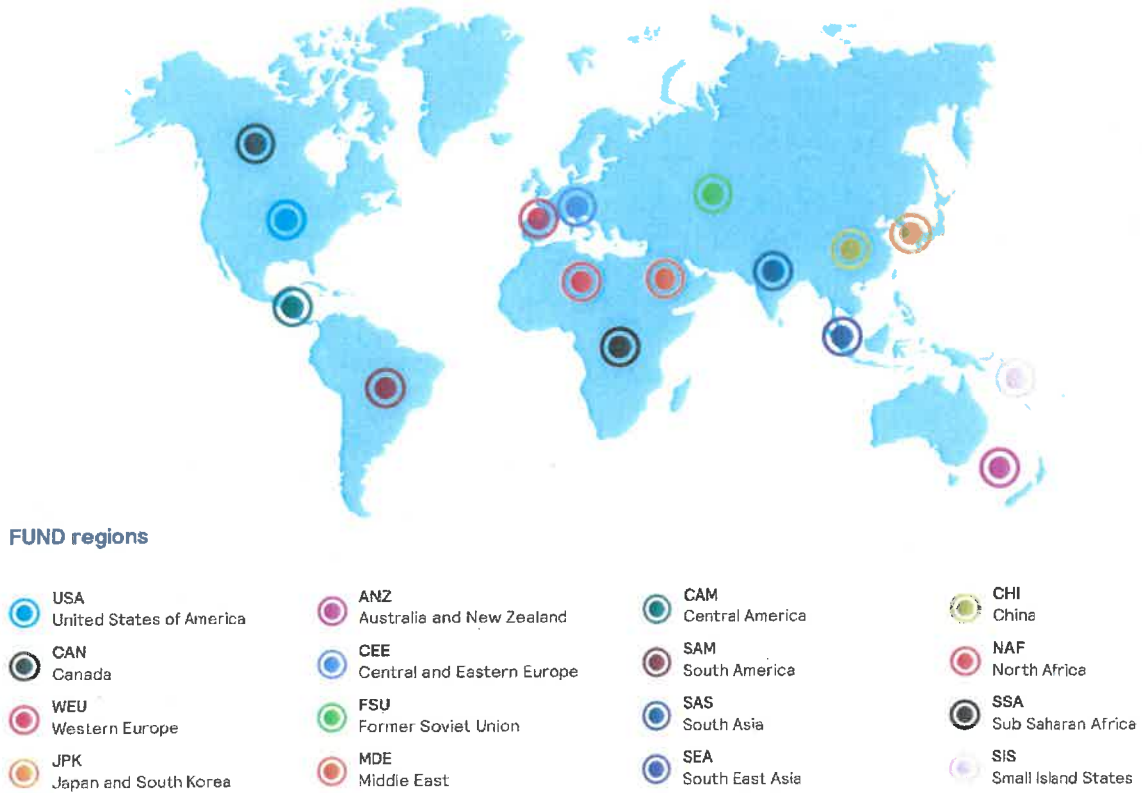 FUND regions
USA
United States of America
CAN
Canada
WEU
Western Europe
JPK
Japan and South Korea
ANZ
Australia and New Zealand
CEE
Central and Eastern Europe
FSU
Former Soviet Union
MDE
Middle East
CAM
Central America
SAM
South America
SAS
South Asia
SEA
South East Asia
CHI
China
NAF
North Africa
SSA
Sub Saharan Africa
SIS
Small Island States